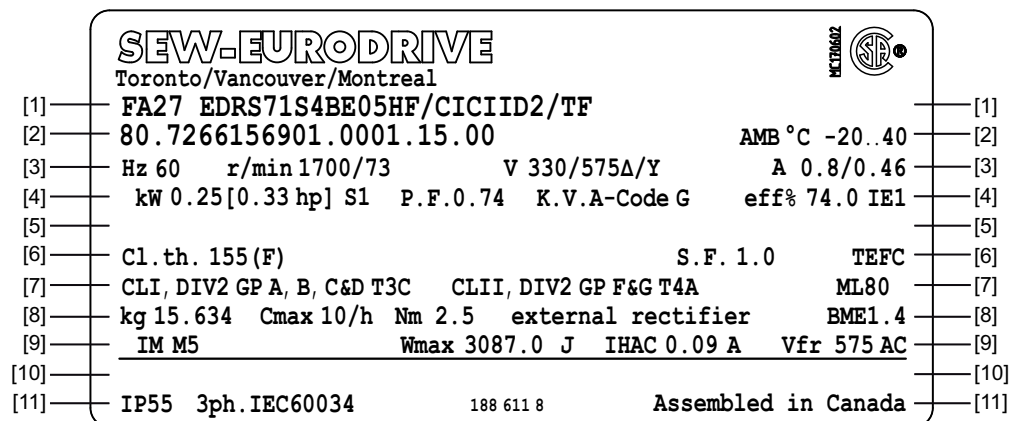 SEW-EURODRIVE
MC170602
SA ®
Toronto/Vancouver/Montreal
[1] FA27 EDRS71S4BE05HF/CICIID2/TF [1]
[2] 80.7266156901.0001.15.00 AMB °C -20..40 [2]
[3] Hz 60 r/min 1700/73 V 330/575Δ/Y A 0.8/0.46 [3]
[4] kW 0.25[0.33 hp] S1 P.F.0.74 K.V.A-Code G eff% 74.0 IE1 [4]
[5] [5]
[6] Cl.th. 155(F) S.F. 1.0 TEFC [6]
[7] CLI, DIV2 GP A, B, C&D T3C CLII, DIV2 GP F&G T4A ML80 [7]
[8] kg 15.634 Cmax 10/h Nm 2.5 external rectifier BME1.4 [8]
[9] IM M5 Wmax 3087.0 J IHAC 0.09 A Vfr 575 AC [9]
[10] [10]
[11] IP55 3ph.IEC60034 188 611 8 Assembled in Canada [11]